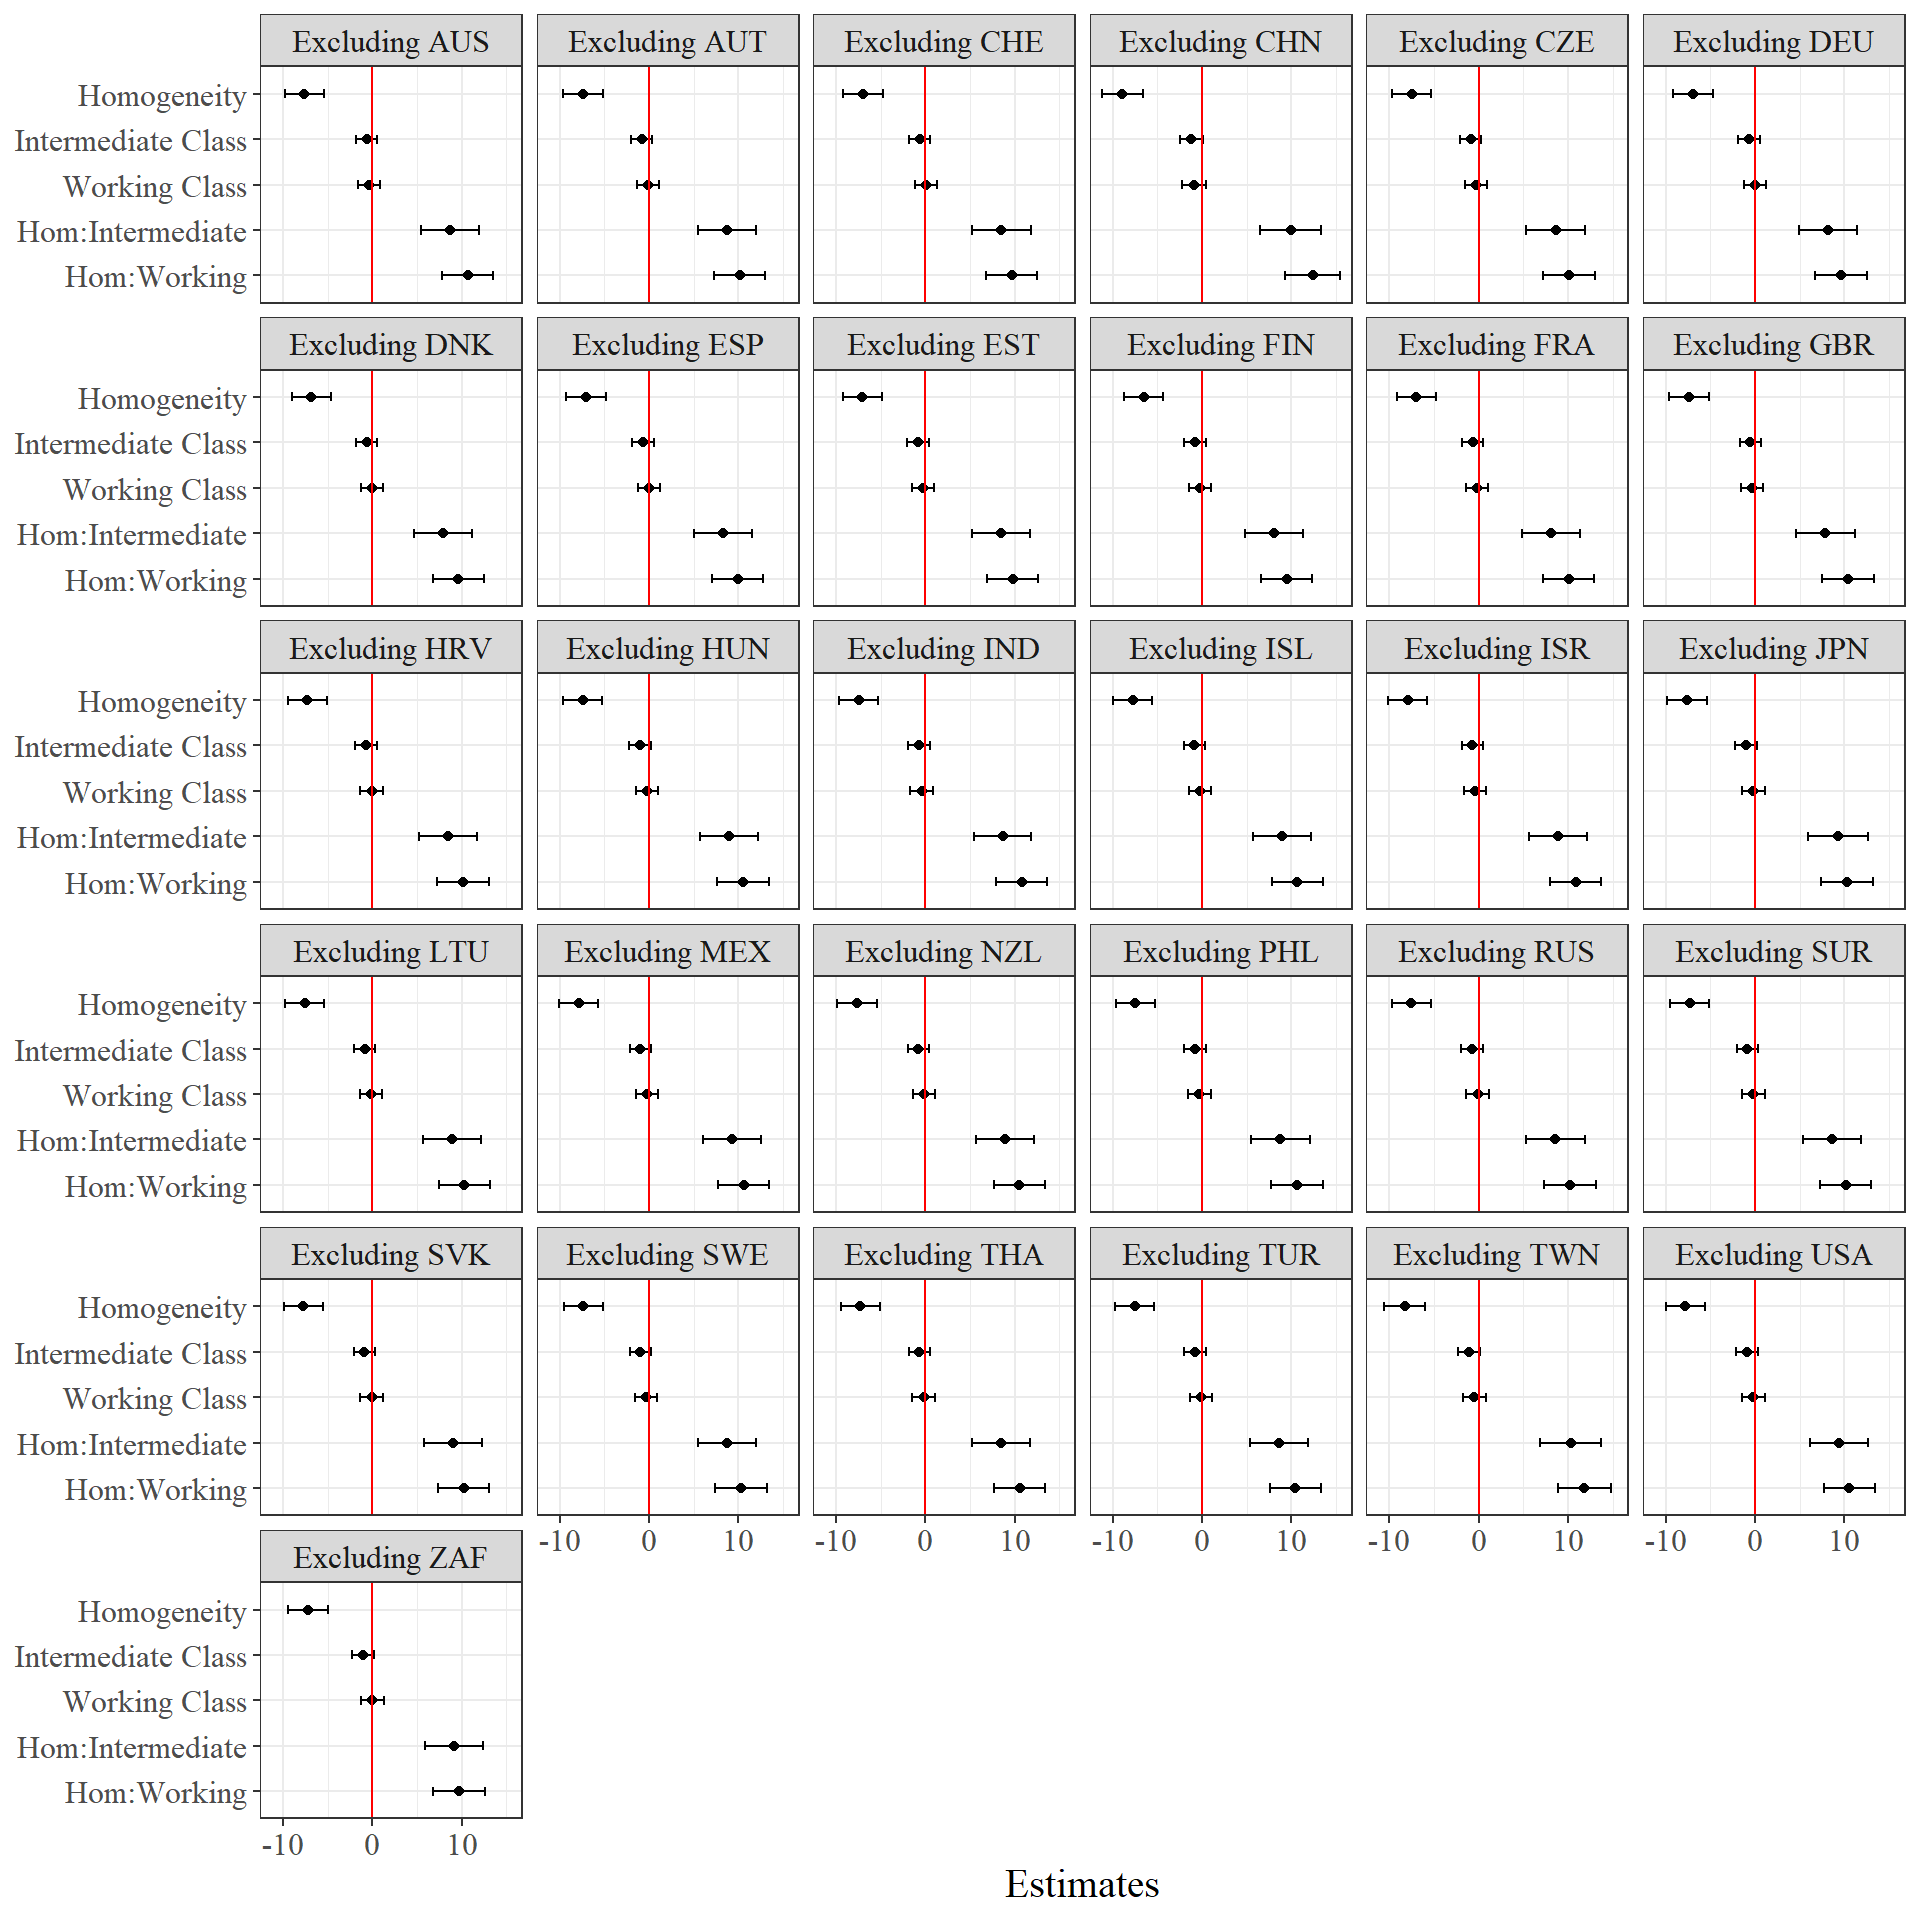 Excluding AUS Excluding AUT Excluding CHE Excluding CHN Excluding CZE Excluding DEU
Homogeneity
Intermediate Class
Working Class
Hom:Intermediate
Hom:Working
Excluding DNK Excluding ESP Excluding EST Excluding FIN Excluding FRA Excluding GBR
Homogeneity
Intermediate Class
Working Class
Hom:Intermediate
Hom:Working
Excluding HRV Excluding HUN Excluding IND Excluding ISL Excluding ISR Excluding JPN
Homogeneity
Intermediate Class
Working Class
Hom:Intermediate
Hom:Working
Excluding LTU Excluding MEX Excluding NZL Excluding PHL Excluding RUS Excluding SUR
Homogeneity
Intermediate Class
Working Class
Hom:Intermediate
Hom:Working
Excluding SVK Excluding SWE Excluding THA Excluding TUR Excluding TWN Excluding USA
Homogeneity
Intermediate Class
Working Class
Hom:Intermediate
Hom:Working
-10 0 10 -10 0 10 -10 0 10 -10 0 10 -10 0 10
Excluding ZAF
Homogeneity
Intermediate Class
Working Class
Hom:Intermediate
Hom:Working
-10 0 10
Estimates